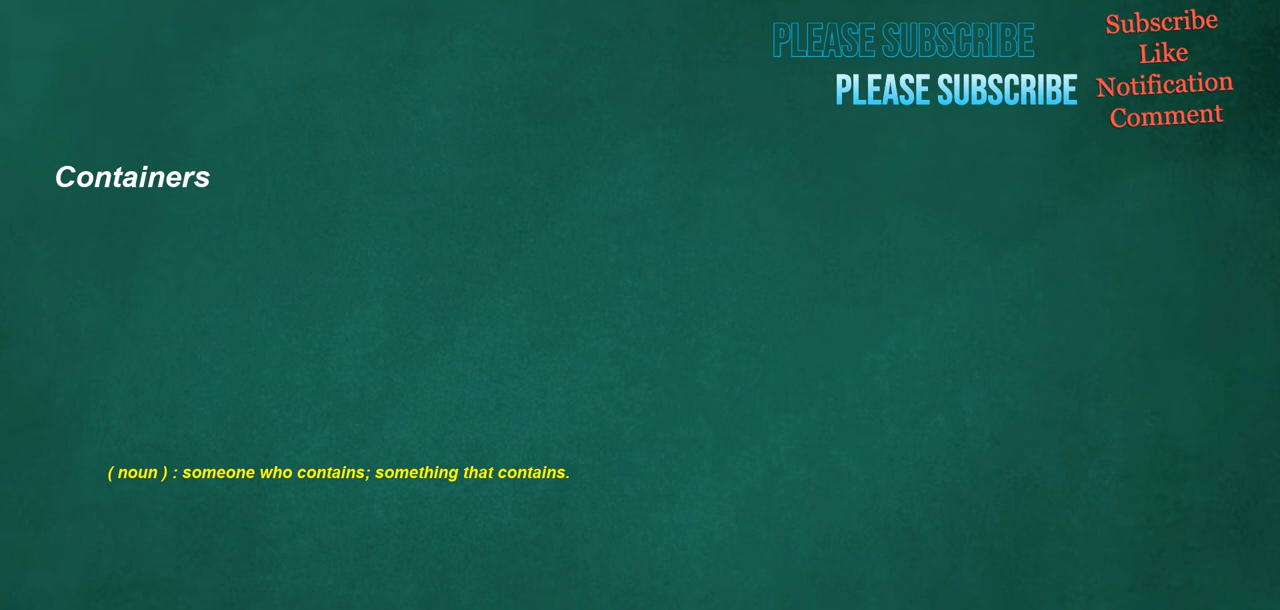 PLEASE SUBSCRIBE
PLEASE SUBSCRIBE
Subscribe
Like
Notification
Comment
Containers
( noun ) : someone who contains; something that contains.